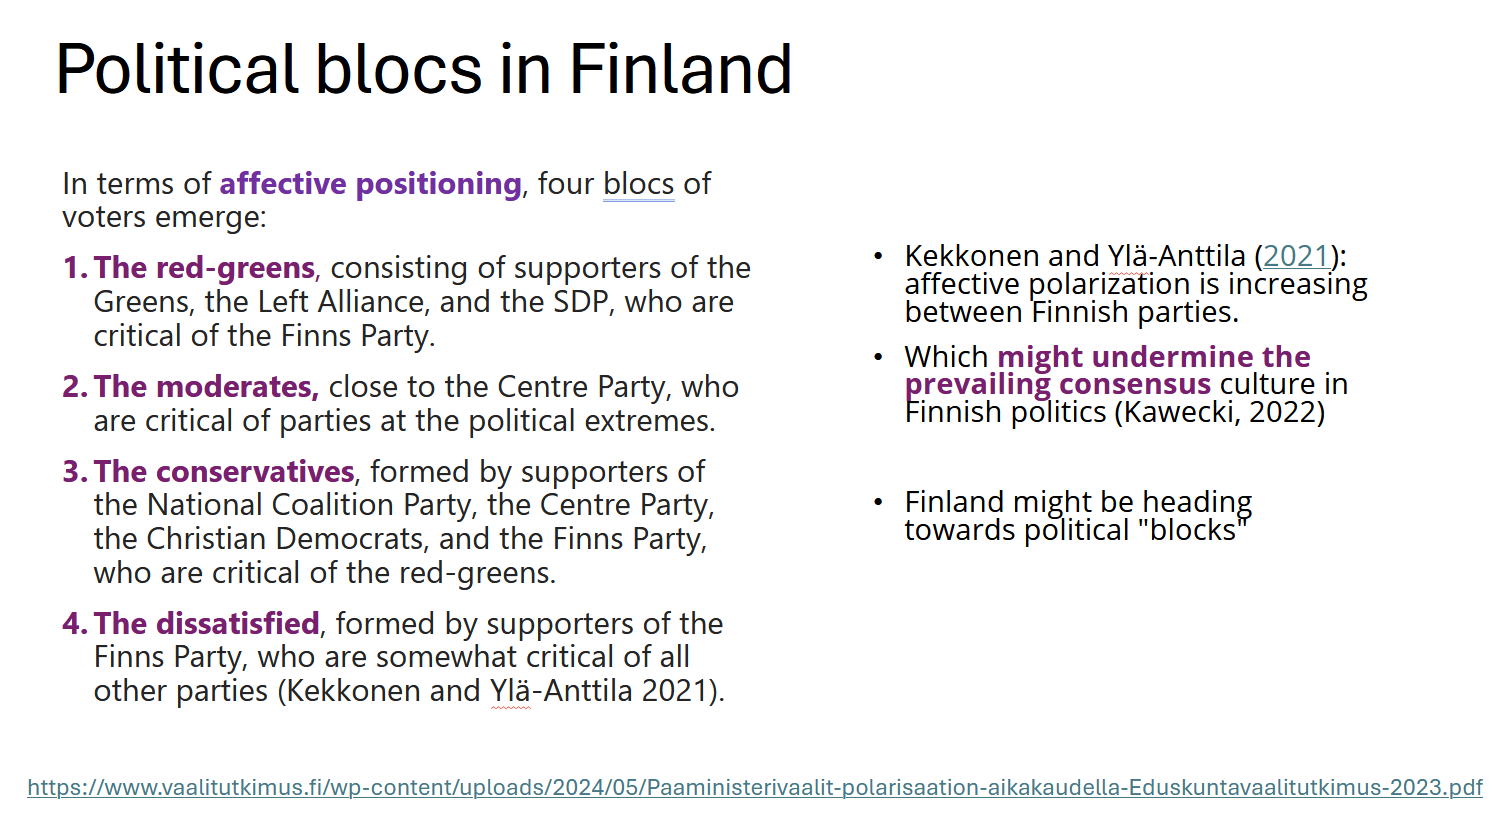 Political blocs in Finland
In terms of affective positioning, four blocs of
voters emerge:
1. The red-greens, consisting of supporters of the
Greens, the Left Alliance, and the SDP, who are
critical of the Finns Party.
2. The moderates, close to the Centre Party, who
are critical of parties at the political extremes.
3. The conservatives, formed by supporters of
the National Coalition Party, the Centre Party,
the Christian Democrats, and the Finns Party,
who are critical of the red-greens.
4. The dissatisfied, formed by supporters of the
Finns Party, who are somewhat critical of all
other parties (Kekkonen and Ylä-Anttila 2021).
• Kekkonen and Ylä-Anttila (2021):
affective polarization is increasing
between Finnish parties.
• Which might undermine the
prevailing consensus culture in
Finnish politics (Kawecki, 2022)
• Finland might be heading
towards political "blocks"
https://www.vaalitutkimus.fi/wp-content/uploads/2024/05/Paaministerivaalit-polarisaation-aikakaudella-Eduskuntavaalitutkimus-2023.pdf